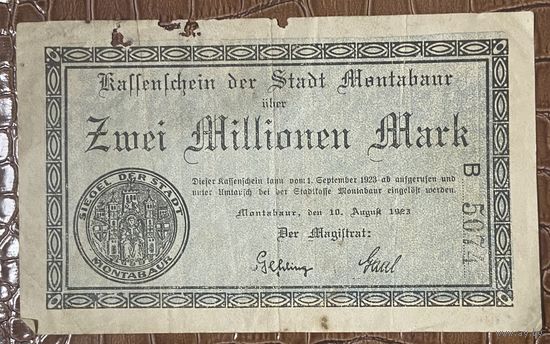 Kassenschein der Stadt Montabaur
über
Zwei Millionen Mark
Dieser Kassenschein kann vom 1. September 1923 ab aufgerufen und
unter Umtausch bei der Stadtkasse Montabaur eingelöst werden.
Montabaur, den 10. August 1923
Der Magistrat:
Gaul
SIEGEL DER STADT
MONTABAUR
B 5074